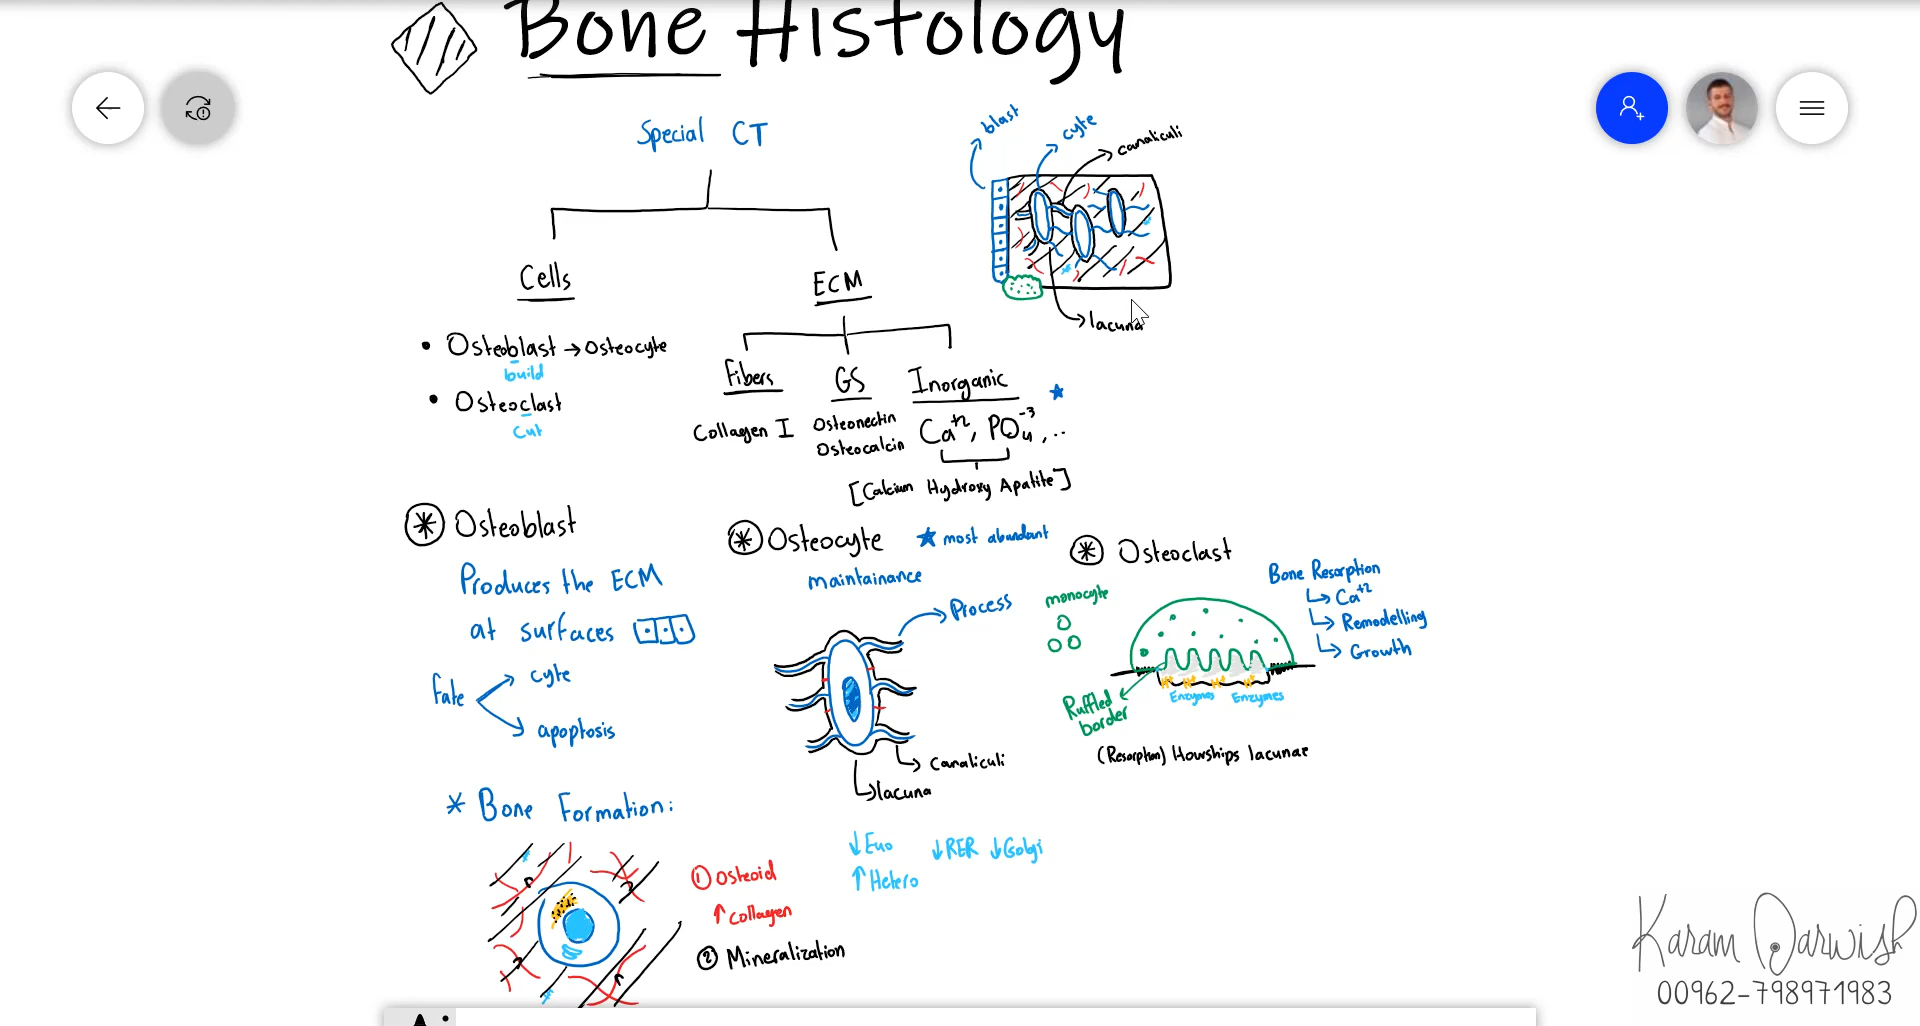 Bone Histology
Special CT
blast
cyte
canaliculi
lacuna
Cells
ECM
• Osteoblast → Osteocyte
build
• Osteoclast
cut
Fibers
GS
Inorganic
Collagen I
Osteonectin
Osteocalcin
Ca+2, PO4-3, ..
[Calcium Hydroxy Apatite]
* Osteoblast
Produces the ECM
at surfaces
Fate
cyte
apoptosis
* Osteocyte
★ most abundant
maintainance
Process
Canaliculi
lacuna
↓Euo
↓RER ↓Golgi
↑Hetero
* Osteoclast
monocyte
Bone Resorption
Ca+2
Remodelling
Growth
H+ H+ H+ H+
Enzymes Enzymes
Ruffled
border
(Resorption) Howships lacunae
* Bone Formation:
① Osteoid
↑ Collagen
② Mineralization
Karam Darwish
00962-798971983